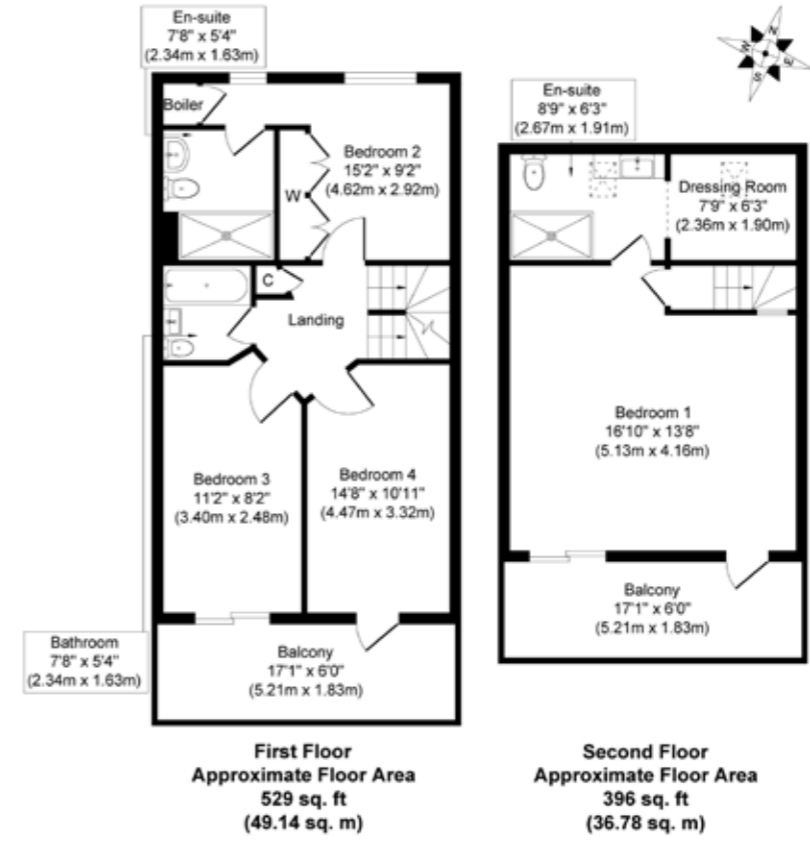 En-suite
7'8" x 5'4"
(2.34m x 1.63m)
N
W
E
S
Boiler
Bedroom 2
15'2" x 9'2"
(4.62m x 2.92m)
W
C
Landing
Bedroom 3
11'2" x 8'2"
(3.40m x 2.48m)
Bedroom 4
14'8" x 10'11"
(4.47m x 3.32m)
Bathroom
7'8" x 5'4"
(2.34m x 1.63m)
Balcony
17'1" x 6'0"
(5.21m x 1.83m)
First Floor
Approximate Floor Area
529 sq. ft
(49.14 sq. m)
En-suite
8'9" x 6'3"
(2.67m x 1.91m)
Dressing Room
7'9" x 6'3"
(2.36m x 1.90m)
Bedroom 1
16'10" x 13'8"
(5.13m x 4.16m)
Balcony
17'1" x 6'0"
(5.21m x 1.83m)
Second Floor
Approximate Floor Area
396 sq. ft
(36.78 sq. m)